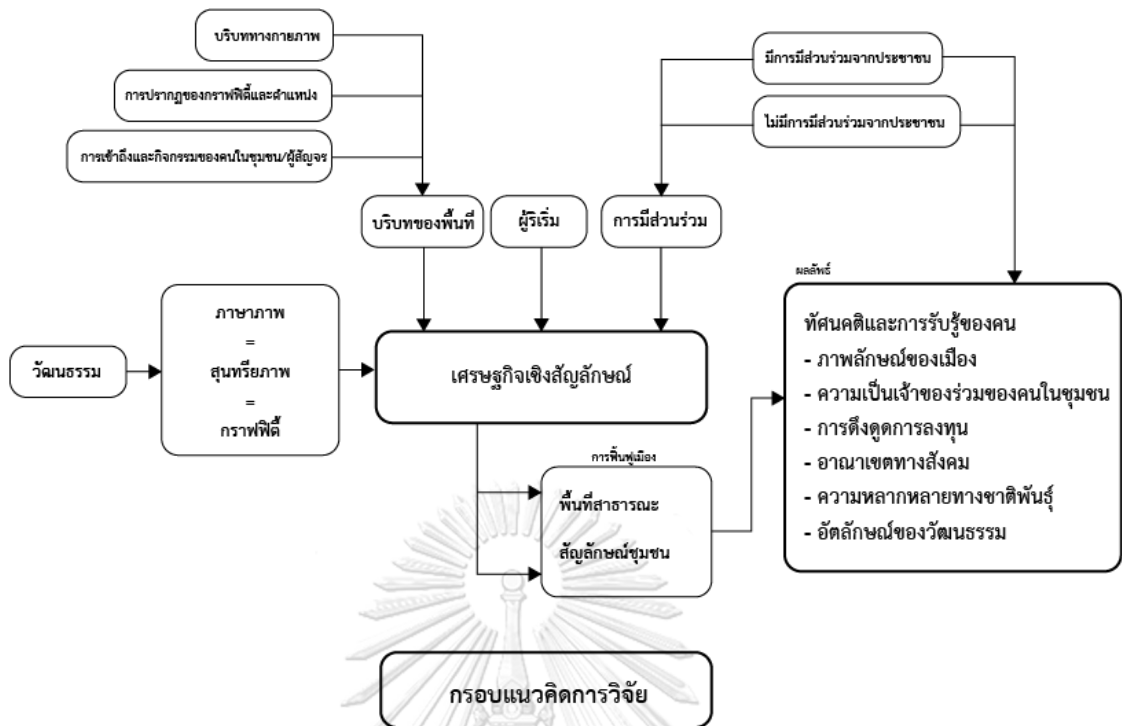 บริบททางกายภาพ
การปรากฏของกราฟฟิตี้และตำแหน่ง
การเข้าถึงและกิจกรรมของคนในชุมชน/ผู้สัญจร
มีการมีส่วนร่วมจากประชาชน
ไม่มีการมีส่วนร่วมจากประชาชน
บริบทของพื้นที่
ผู้ริเริ่ม
การมีส่วนร่วม
วัฒนธรรม
ภาษาภาพ
=
สุนทรียภาพ
=
กราฟฟิตี้
เศรษฐกิจเชิงสัญลักษณ์
การฟื้นฟูเมือง
พื้นที่สาธารณะ
สัญลักษณ์ชุมชน
ผลลัพธ์
ทัศนคติและการรับรู้ของคน
- ภาพลักษณ์ของเมือง
- ความเป็นเจ้าของร่วมของคนในชุมชน
- การดึงดูดการลงทุน
- อาณาเขตทางสังคม
- ความหลากหลายทางชาติพันธุ์
- อัตลักษณ์ของวัฒนธรรม
กรอบแนวคิดการวิจัย